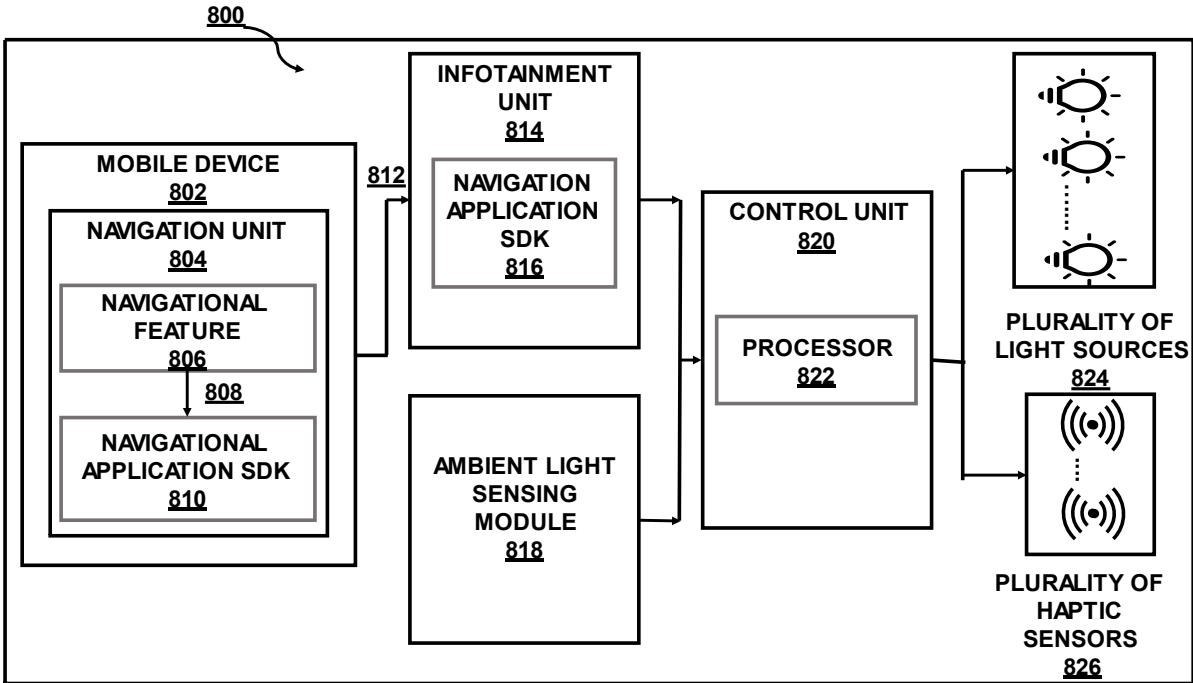 800
MOBILE DEVICE
802
NAVIGATION UNIT
804
NAVIGATIONAL
FEATURE
806
808
NAVIGATIONAL
APPLICATION SDK
810
812
INFOTAINMENT
UNIT
814
NAVIGATION
APPLICATION
SDK
816
AMBIENT LIGHT
SENSING
MODULE
818
CONTROL UNIT
820
PROCESSOR
822
PLURALITY OF
LIGHT SOURCES
824
PLURALITY OF
HAPTIC
SENSORS
826